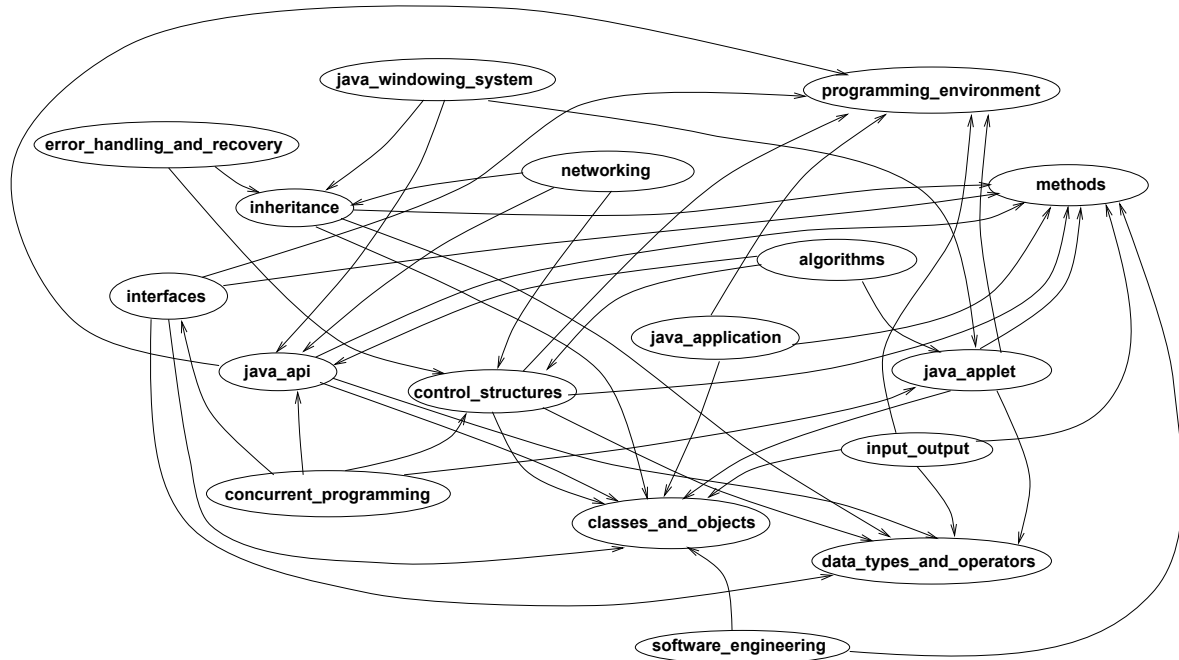 java_windowing_system
programming_environment
error_handling_and_recovery
networking
methods
inheritance
algorithms
interfaces
java_application
java_api
java_applet
control_structures
input_output
concurrent_programming
classes_and_objects
data_types_and_operators
software_engineering